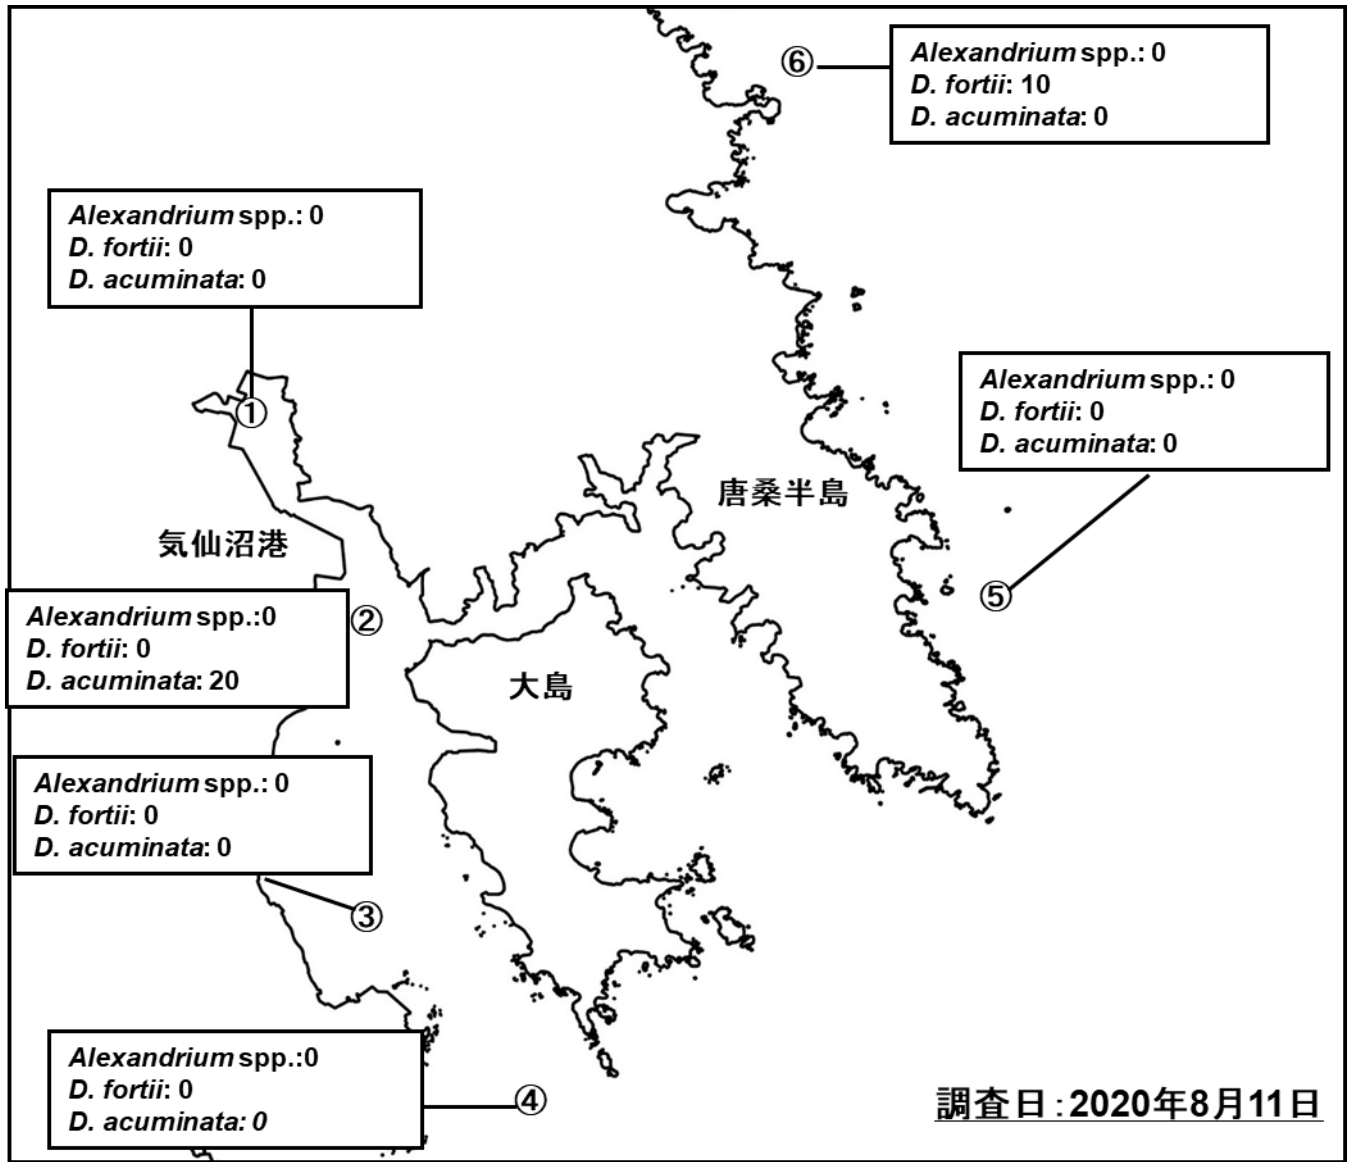 ⑥
Alexandrium spp.: 0
D. fortii: 10
D. acuminata: 0
Alexandrium spp.: 0
D. fortii: 0
D. acuminata: 0
①
Alexandrium spp.: 0
D. fortii: 0
D. acuminata: 0
唐桑半島
気仙沼港
⑤
Alexandrium spp.:0
D. fortii: 0
D. acuminata: 20
②
大島
Alexandrium spp.: 0
D. fortii: 0
D. acuminata: 0
③
Alexandrium spp.:0
D. fortii: 0
D. acuminata: 0
④
調査日:2020年8月11日